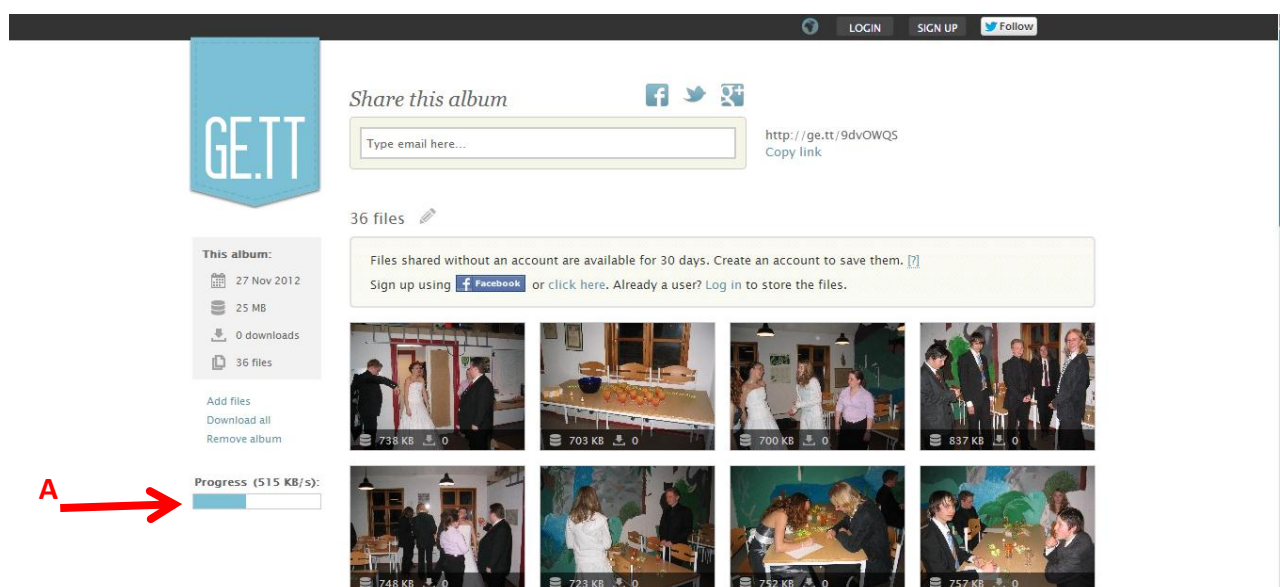 LOGIN SIGN UP Follow
GE.TT
Share this album
Type email here...
http://ge.tt/9dvOWQS
Copy link
36 files
This album:
27 Nov 2012
25 MB
0 downloads
36 files
Add files
Download all
Remove album
Progress (515 KB/s):
A
Files shared without an account are available for 30 days. Create an account to save them. [?]
Sign up using Facebook or click here. Already a user? Log in to store the files.
738 KB 0
703 KB 0
700 KB 0
837 KB 0
748 KB 0
723 KB 0
752 KB 0
757 KB 0